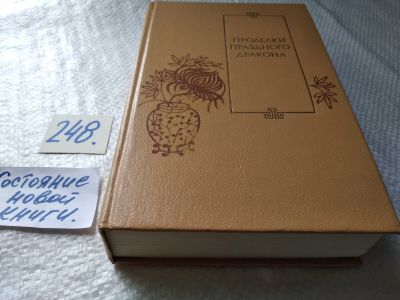 ПРОДЕЛКИ
ПРАЗДНОГО
ДРАКОНА
248.
Состояние
новой
книги.